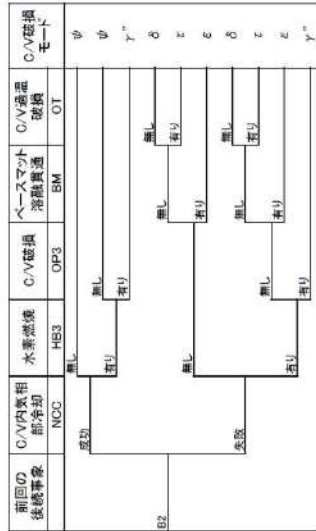 前回の
後続事象
C/V内気相
部冷却
水素燃焼
C/V破損
ベースマット
溶融貫通
C/V過温
破損
C/V破損
モード
NCC
HB3
OP3
BM
OT
B2
成功
無し
ψ
有り
無し
ψ
有り
γ"
失敗
無し
無し
無し
δ
有り
τ
有り
ε
有り
無し
無し
無し
δ
有り
τ
有り
ε
有り
γ"